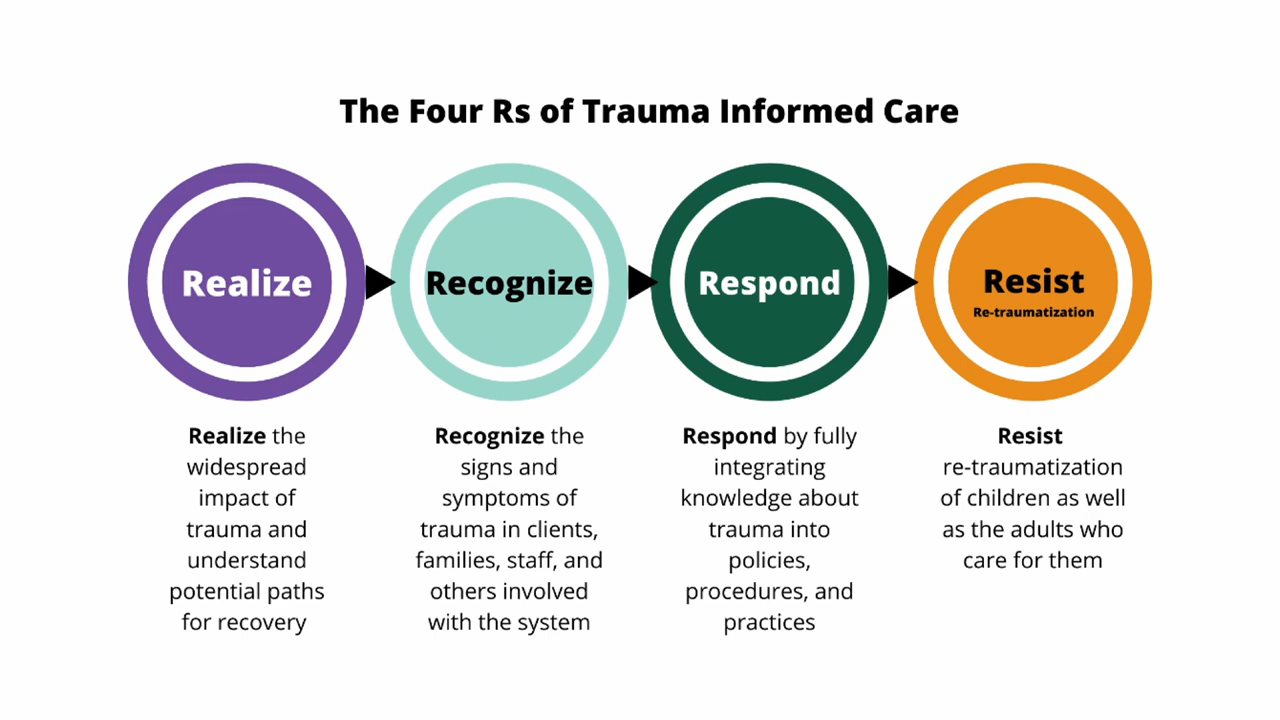 The Four Rs of Trauma Informed Care
Realize
Recognize
Respond
Resist
Re-traumatization
Realize the
widespread
impact of
trauma and
understand
potential paths
for recovery
Recognize the
signs and
symptoms of
trauma in clients,
families, staff, and
others involved
with the system
Respond by fully
integrating
knowledge about
trauma into
policies,
procedures, and
practices
Resist
re-traumatization
of children as well
as the adults who
care for them